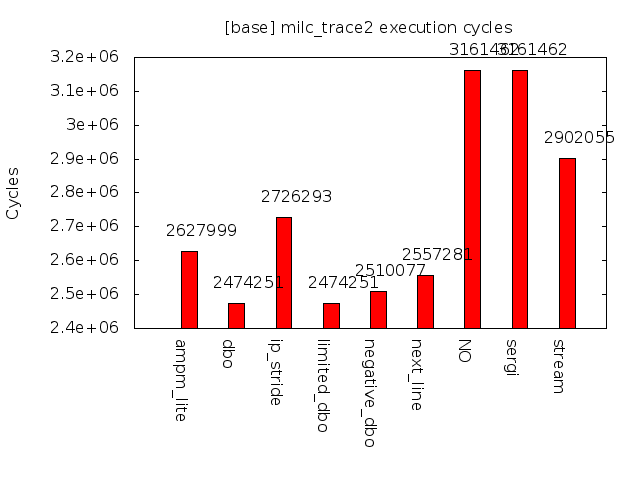 [base] milc_trace2 execution cycles
3.2e+06
3.1e+06
3e+06
2.9e+06
2.8e+06
2.7e+06
2.6e+06
2.5e+06
2.4e+06
Cycles
2627999
2474251
2726293
2474251
2510077
2557281
3161462
3161462
2902055
ampm_lite
dbo
ip_stride
limited_dbo
negative_dbo
next_line
NO
sergi
stream